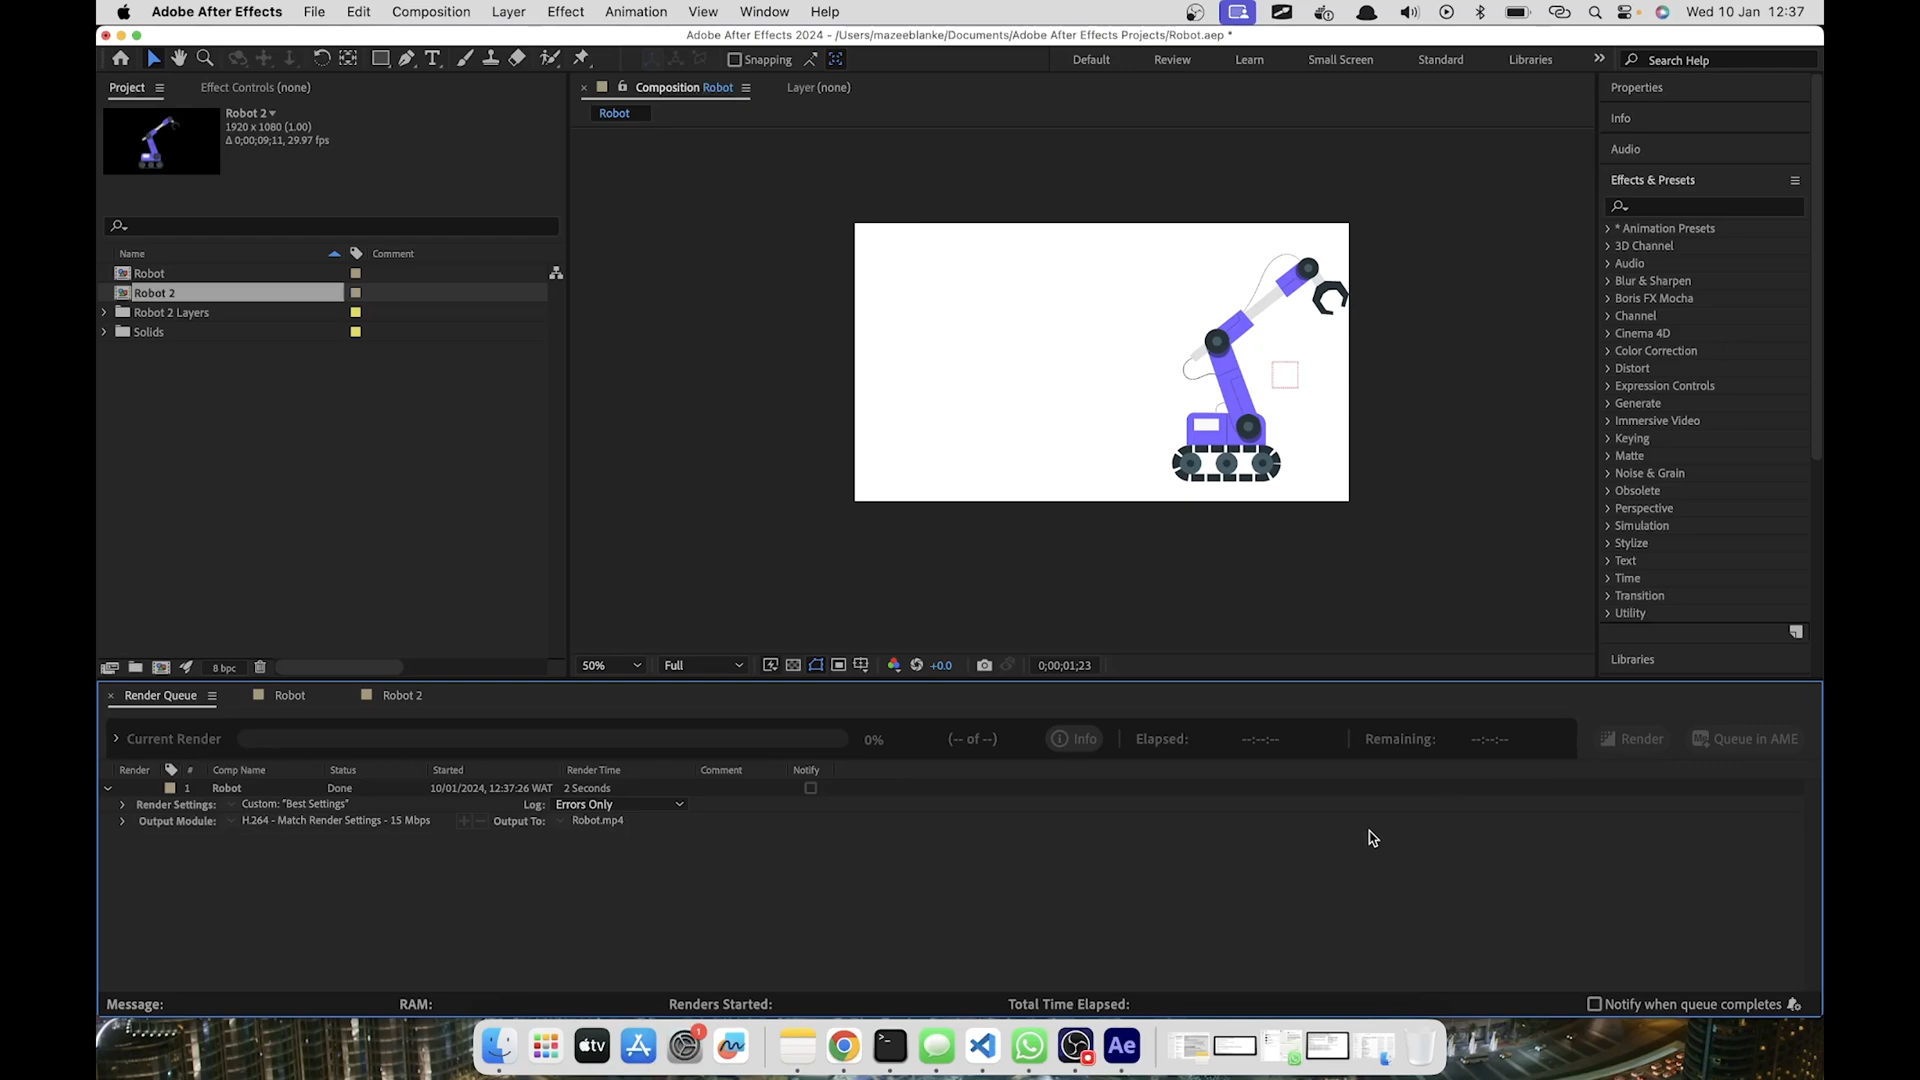 Adobe After Effects File Edit Composition Layer Effect Animation View Window Help Wed 10 Jan 12:37
Adobe After Effects 2024 - /Users/mazeeblanke/Documents/Adobe After Effects Projects/Robot.aep *
T Snapping Default Review Learn Small Screen Standard Libraries >> Search Help
Project Effect Controls (none)
Robot 2
1920 x 1080 (1.00)
Δ 0;00;09;11, 29.97 fps
Name Comment
Robot
Robot 2
Robot 2 Layers
Solids
8 bpc
× Composition Robot Layer (none)
Robot
50% Full +0.0 0;00;01;23
Properties
Info
Audio
Effects & Presets
* Animation Presets
3D Channel
Audio
Blur & Sharpen
Boris FX Mocha
Channel
Cinema 4D
Color Correction
Distort
Expression Controls
Generate
Immersive Video
Keying
Matte
Noise & Grain
Obsolete
Perspective
Simulation
Stylize
Text
Time
Transition
Utility
Libraries
× Render Queue Robot Robot 2
Current Render 0% (-- of --) Info Elapsed: --:--:-- Remaining: --:--:-- Render Queue in AME
Render # Comp Name Status Started Render Time Comment Notify
1 Robot Done 10/01/2024, 12:37:26 WAT 2 Seconds
Render Settings: Custom: "Best Settings" Log: Errors Only
Output Module: H.264 - Match Render Settings - 15 Mbps + − Output To: Robot.mp4
Message: RAM: Renders Started: Total Time Elapsed: Notify when queue completes
tv 1 Ae